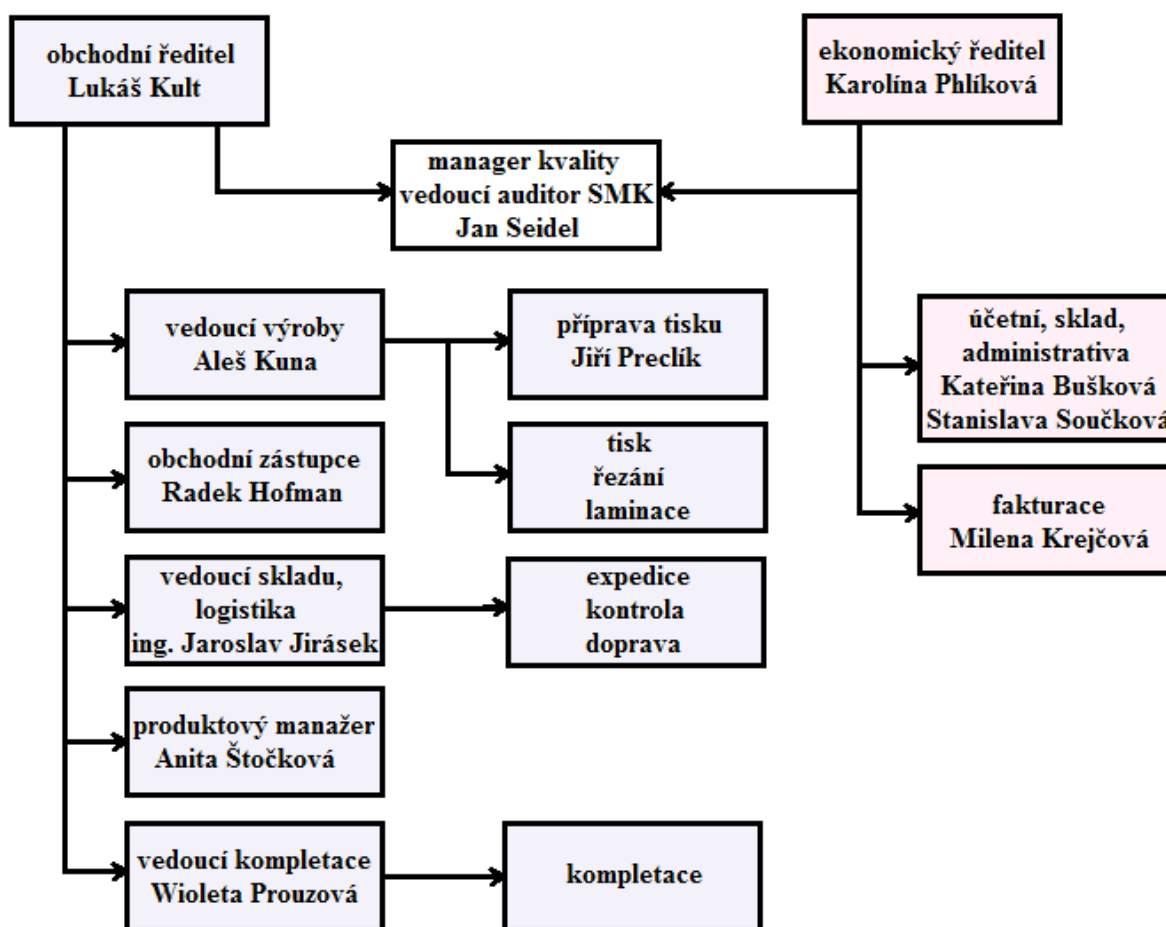 obchodní ředitel
Lukáš Kult
ekonomický ředitel
Karolína Phlíková
manager kvality
vedoucí auditor SMK
Jan Seidel
vedoucí výroby
Aleš Kuna
příprava tisku
Jiří Preclík
účetní, sklad,
administrativa
Kateřina Bušková
Stanislava Součková
obchodní zástupce
Radek Hofman
tisk
řezání
laminace
fakturace
Milena Krejčová
vedoucí skladu,
logistika
ing. Jaroslav Jirásek
expedice
kontrola
doprava
produktový manažer
Anita Štočková
vedoucí kompletace
Wioleta Prouzová
kompletace